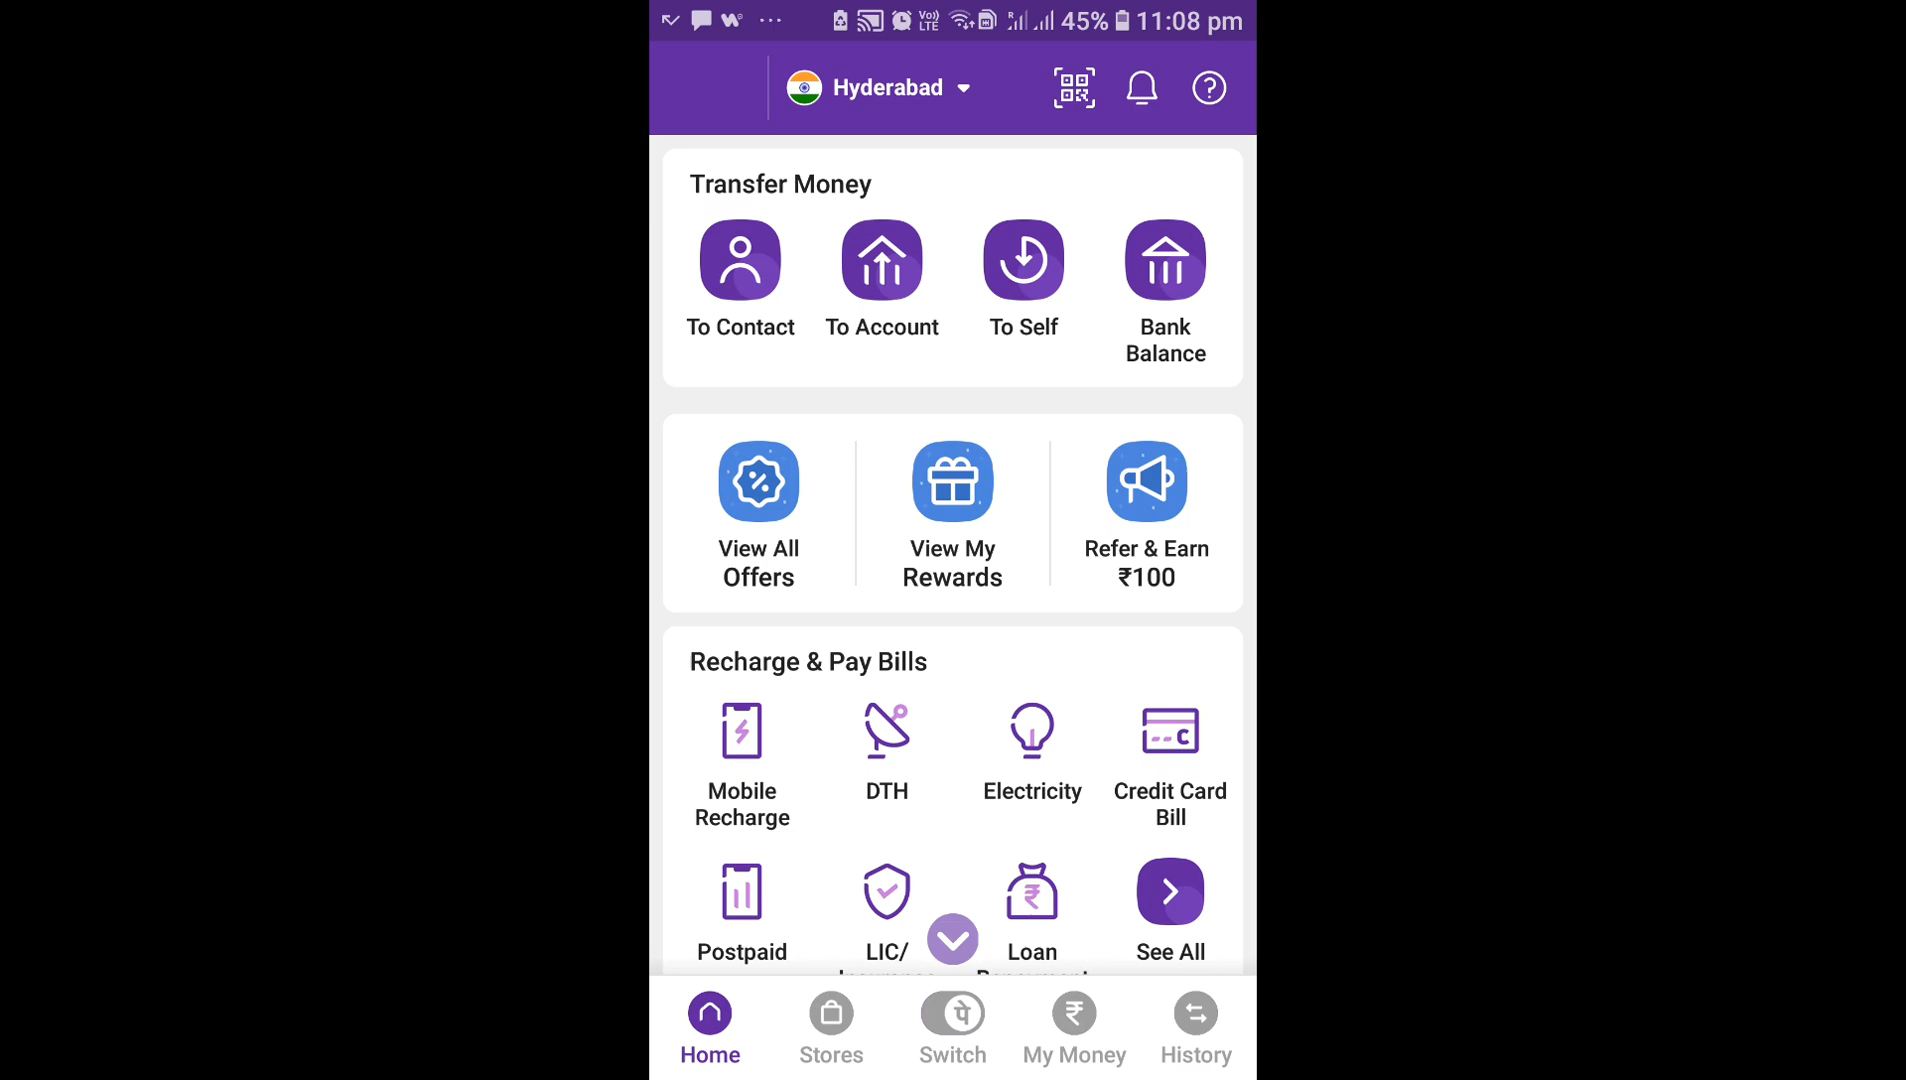 45% 11:08 pm
Hyderabad
Transfer Money
To Contact To Account To Self Bank Balance
View All Offers
View My Rewards
Refer & Earn ₹100
Recharge & Pay Bills
Mobile Recharge
DTH
Electricity
Credit Card Bill
Postpaid
LIC/
Loan
See All
पे
Home Stores Switch My Money History